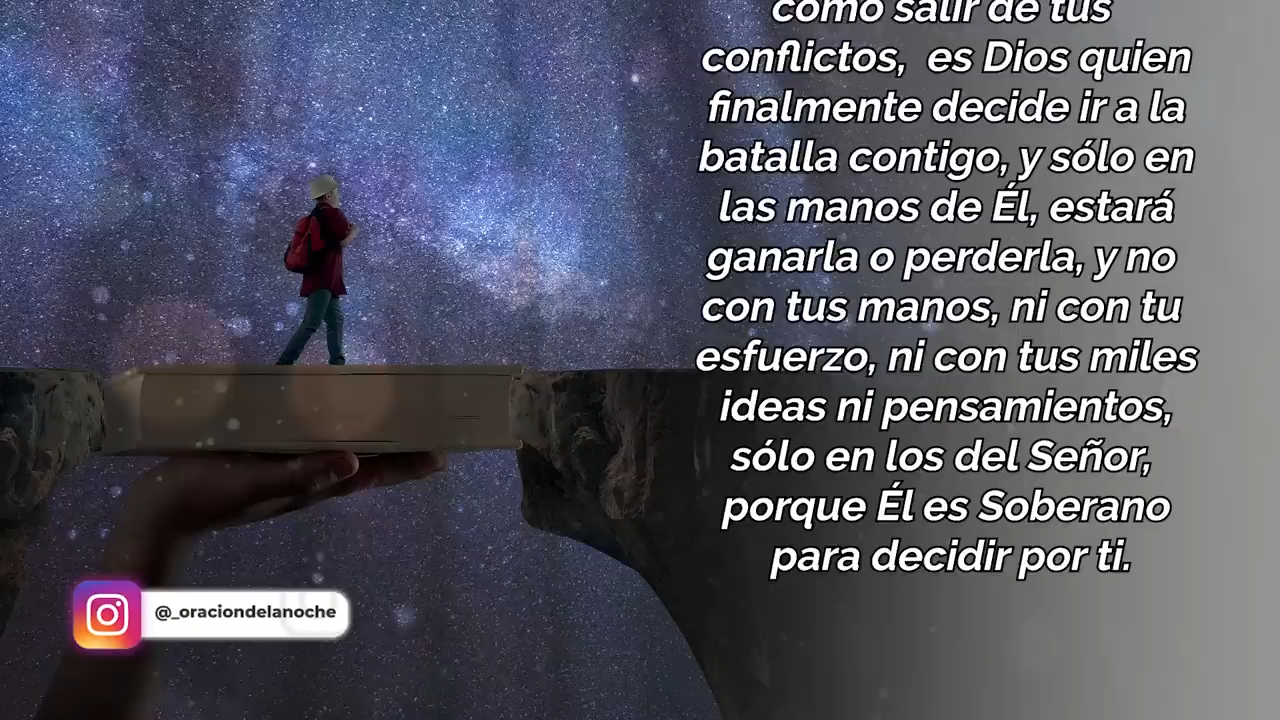 como salir de tus
conflictos,  es Dios quien
finalmente decide ir a la
batalla contigo, y sólo en
las manos de Él, estará
ganarla o perderla, y no
con tus manos, ni con tu
esfuerzo, ni con tus miles
ideas ni pensamientos,
sólo en los del Señor,
porque Él es Soberano
para decidir por ti.
@_oraciondelanoche